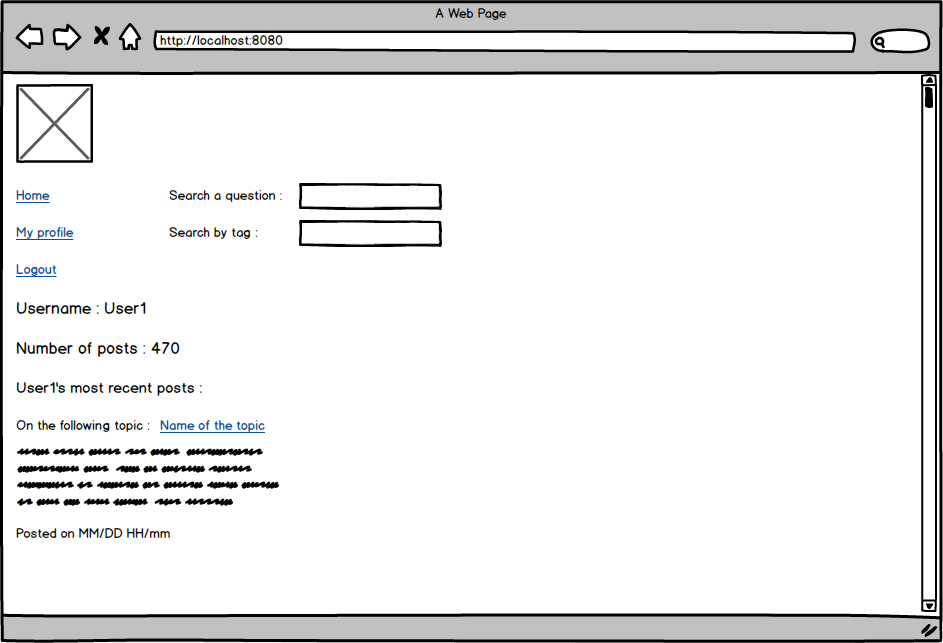 A Web Page
http://localhost:8080
Home
Search a question :
My profile
Search by tag :
Logout
Username : User1
Number of posts : 470
User1's most recent posts :
On the following topic : Name of the topic
Posted on MM/DD HH/mm